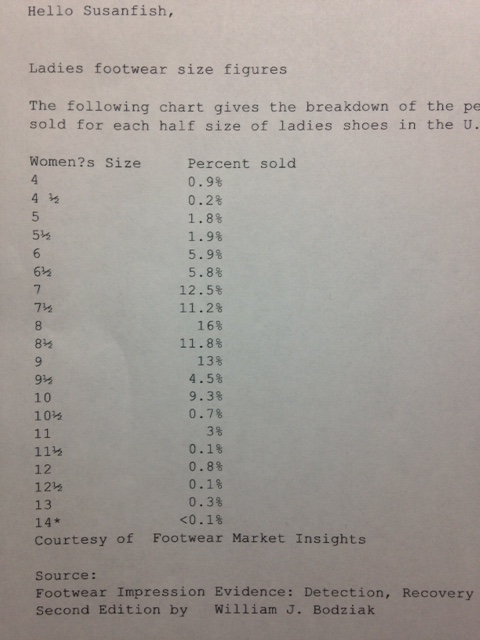 Hello Susanfish,
Ladies footwear size figures
The following chart gives the breakdown of the pe
sold for each half size of ladies shoes in the U.
Women?s Size Percent sold
4 0.9%
4 ½ 0.2%
5 1.8%
5½ 1.9%
6 5.9%
6½ 5.8%
7 12.5%
7½ 11.2%
8 16%
8½ 11.8%
9 13%
9½ 4.5%
10 9.3%
10½ 0.7%
11 3%
11½ 0.1%
12 0.8%
12½ 0.1%
13 0.3%
14* <0.1%
Courtesy of Footwear Market Insights
Source:
Footwear Impression Evidence: Detection, Recovery
Second Edition by William J. Bodziak